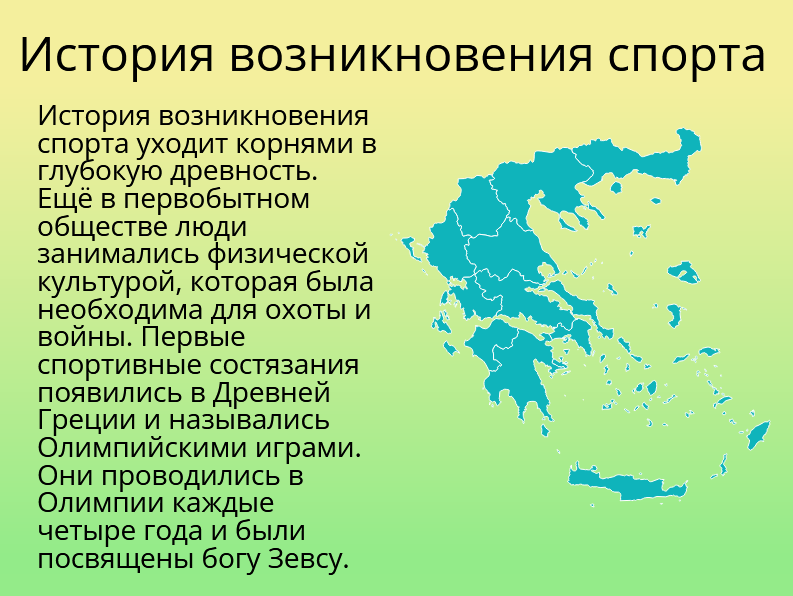 История возникновения спорта
История возникновения
спорта уходит корнями в
глубокую древность.
Ещё в первобытном
обществе люди
занимались физической
культурой, которая была
необходима для охоты и
войны. Первые
спортивные состязания
появились в Древней
Греции и назывались
Олимпийскими играми.
Они проводились в
Олимпии каждые
четыре года и были
посвящены богу Зевсу.